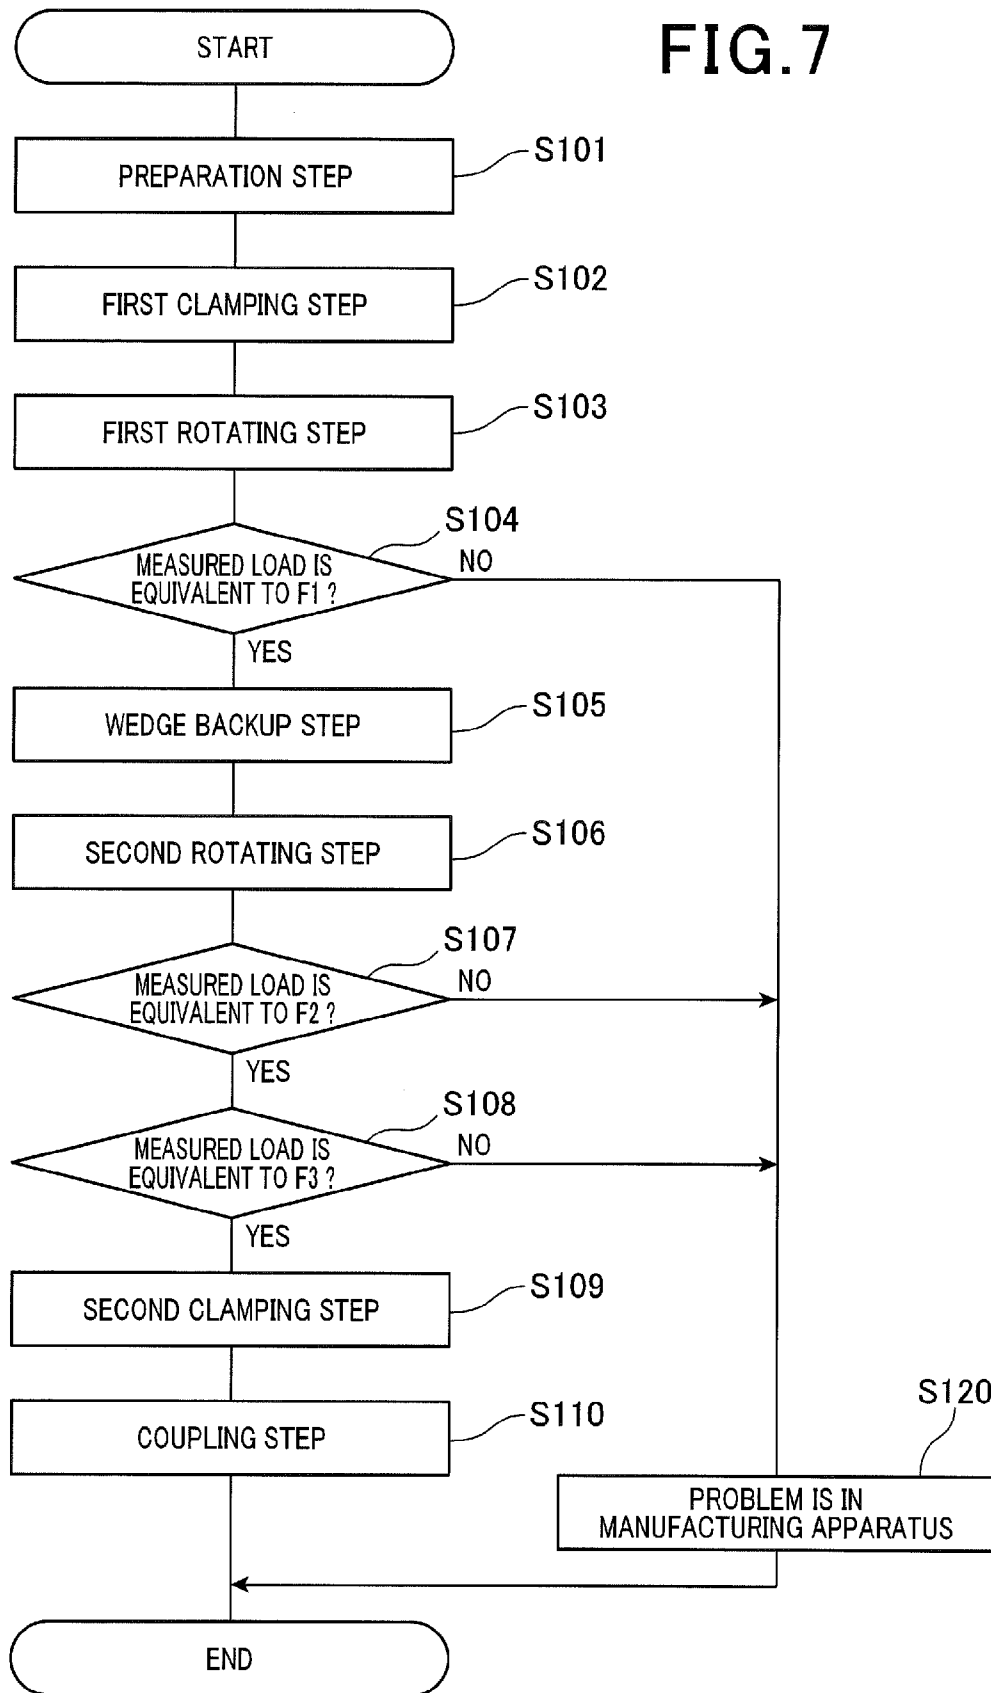 FIG.7
START
PREPARATION STEP
S101
FIRST CLAMPING STEP
S102
FIRST ROTATING STEP
S103
S104
MEASURED LOAD IS
EQUIVALENT TO F1 ?
NO
YES
WEDGE BACKUP STEP
S105
SECOND ROTATING STEP
S106
S107
MEASURED LOAD IS
EQUIVALENT TO F2 ?
NO
YES
S108
MEASURED LOAD IS
EQUIVALENT TO F3 ?
NO
YES
SECOND CLAMPING STEP
S109
COUPLING STEP
S110
S120
PROBLEM IS IN
MANUFACTURING APPARATUS
END